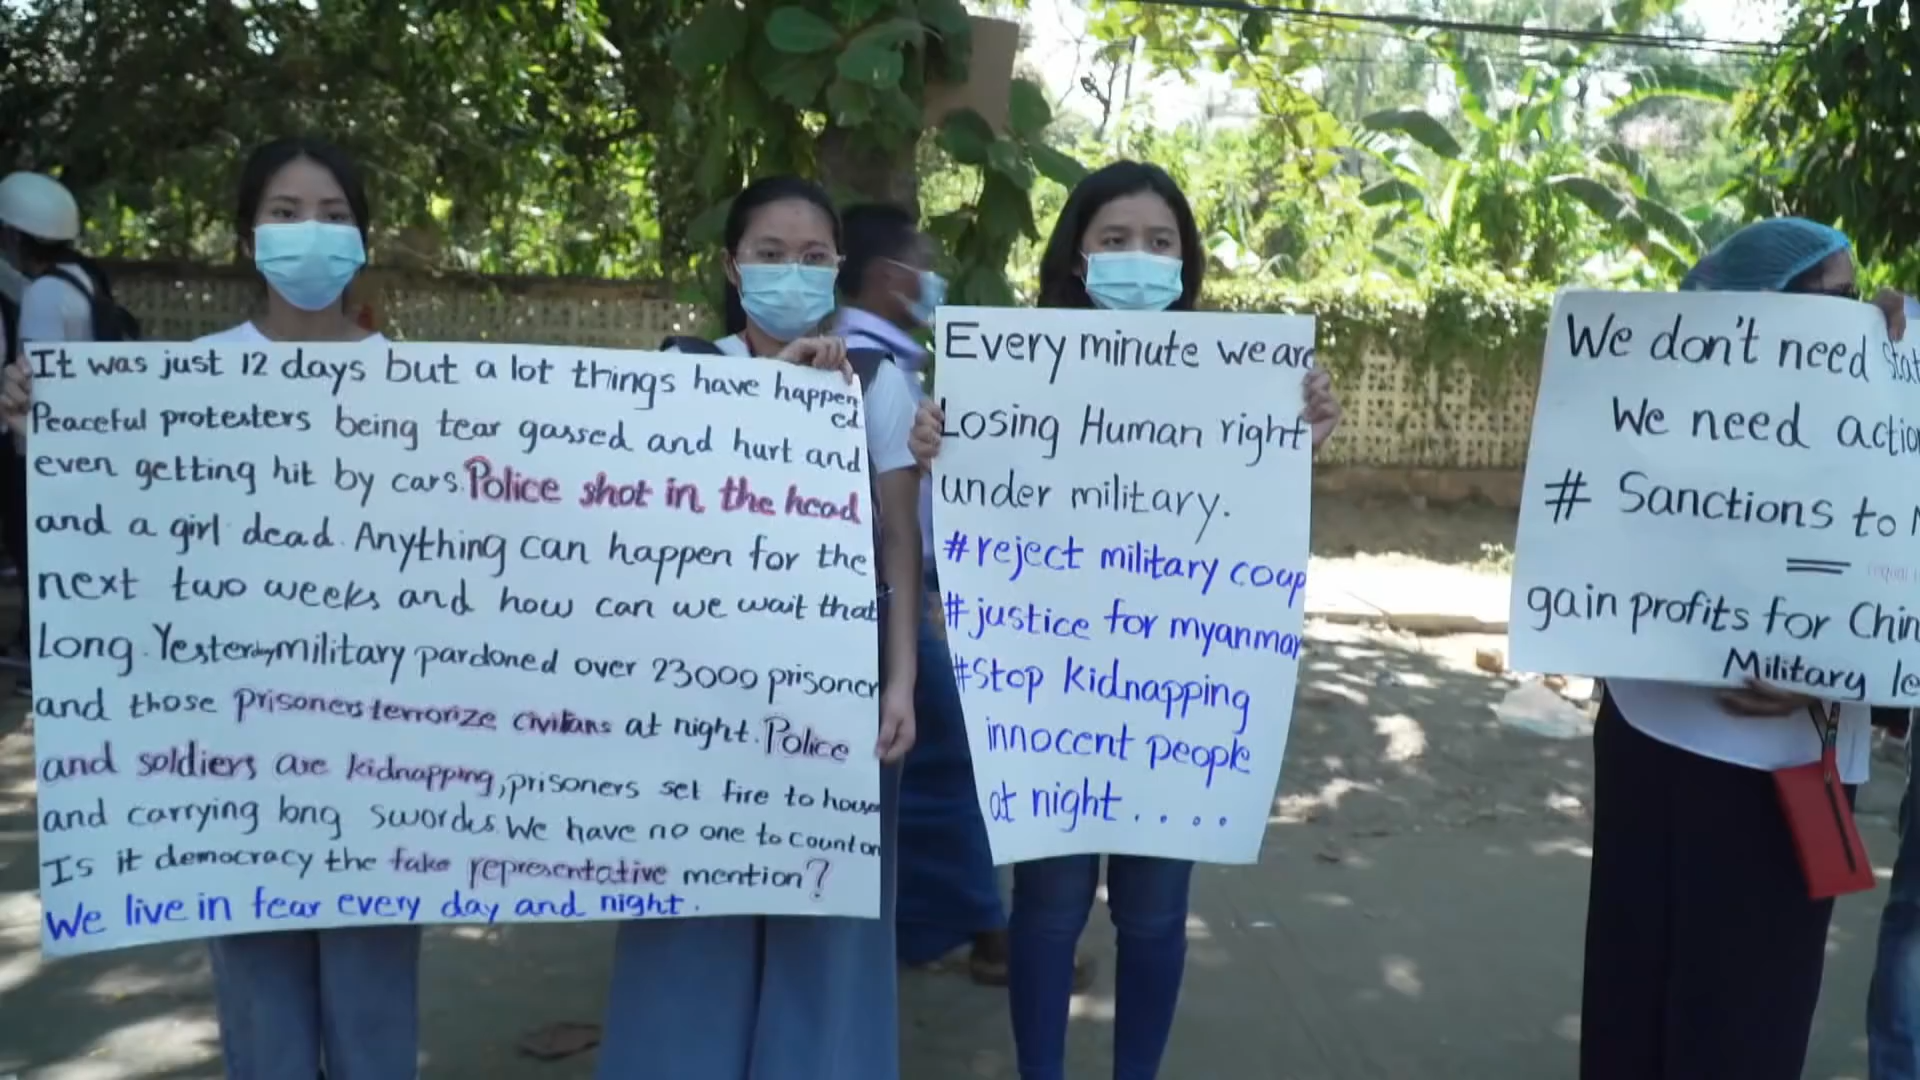 It was just 12 days but a lot things have happened
Peaceful protesters being tear gassed and hurt and
even getting hit by cars. Police shot in the head
and a girl dead. Anything can happen for the
next two weeks and how can we wait that
Long. Yesterday military pardoned over 23000 prisoner
and those prisoners terrorize civilians at night. Police
and soldiers are kidnapping, prisoners set fire to house
and carrying long swordes. We have no one to count on
Is it democracy the fake representative mention?
We live in fear every day and night.
Every minute we are
Losing Human right
under military.
#reject military coup
#justice for myanmar
#Stop kidnapping
innocent people
at night....
We don't need
We need
# Sanctions to
=
gain profits for
Military